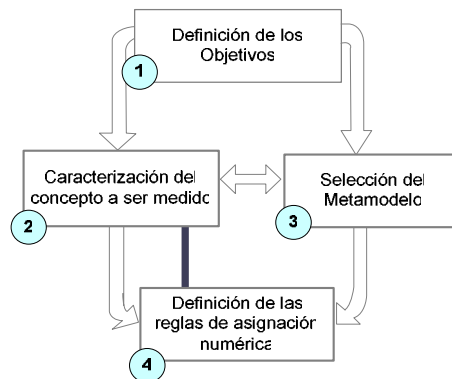 Definición de los
Objetivos
1
Caracterización del
concepto a ser medido
2
Selección del
Metamodelo
3
Definición de las
reglas de asignación
numérica
4